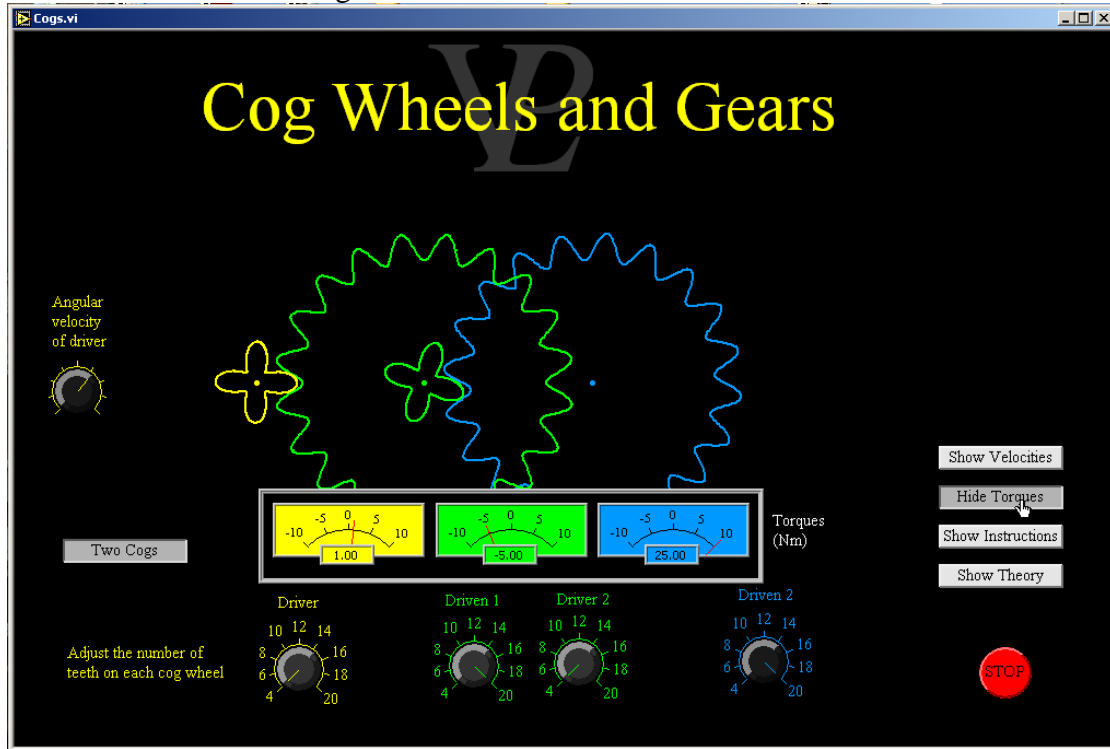 Cogs.vi
VPL
Cog Wheels and Gears
Angular
velocity
of driver
Show Velocities
Hide Torques
Show Instructions
Show Theory
Two Cogs
-10 -5 0 5 10
1.00
-10 -5 0 5 10
-5.00
-10 -5 0 5 10
25.00
Torques
(Nm)
Driver
4 6 8 10 12 14 16 18 20
Driven 1
4 6 8 10 12 14 16 18 20
Driver 2
4 6 8 10 12 14 16 18 20
Driven 2
4 6 8 10 12 14 16 18 20
Adjust the number of
teeth on each cog wheel
STOP